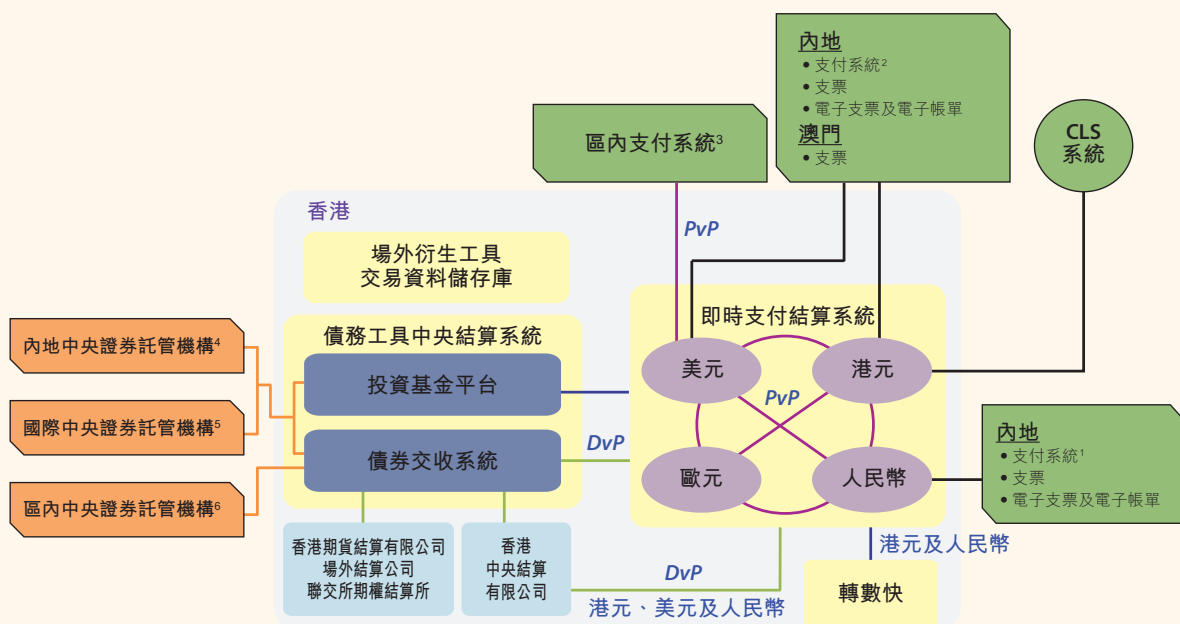 內地
• 支付系統²
• 支票
• 電子支票及電子帳單
澳門
• 支票
區內支付系統³
CLS
系統
香港
PvP
場外衍生工具
交易資料儲存庫
即時支付結算系統
債務工具中央結算系統
內地中央證券託管機構⁴
投資基金平台
美元
港元
PvP
國際中央證券託管機構⁵
DvP
債券交收系統
歐元
人民幣
內地
• 支付系統¹
• 支票
• 電子支票及電子帳單
區內中央證券託管機構⁶
香港期貨結算有限公司
場外結算公司
聯交所期權結算所
香港
中央結算
有限公司
DvP
港元、美元及人民幣
港元及人民幣
轉數快